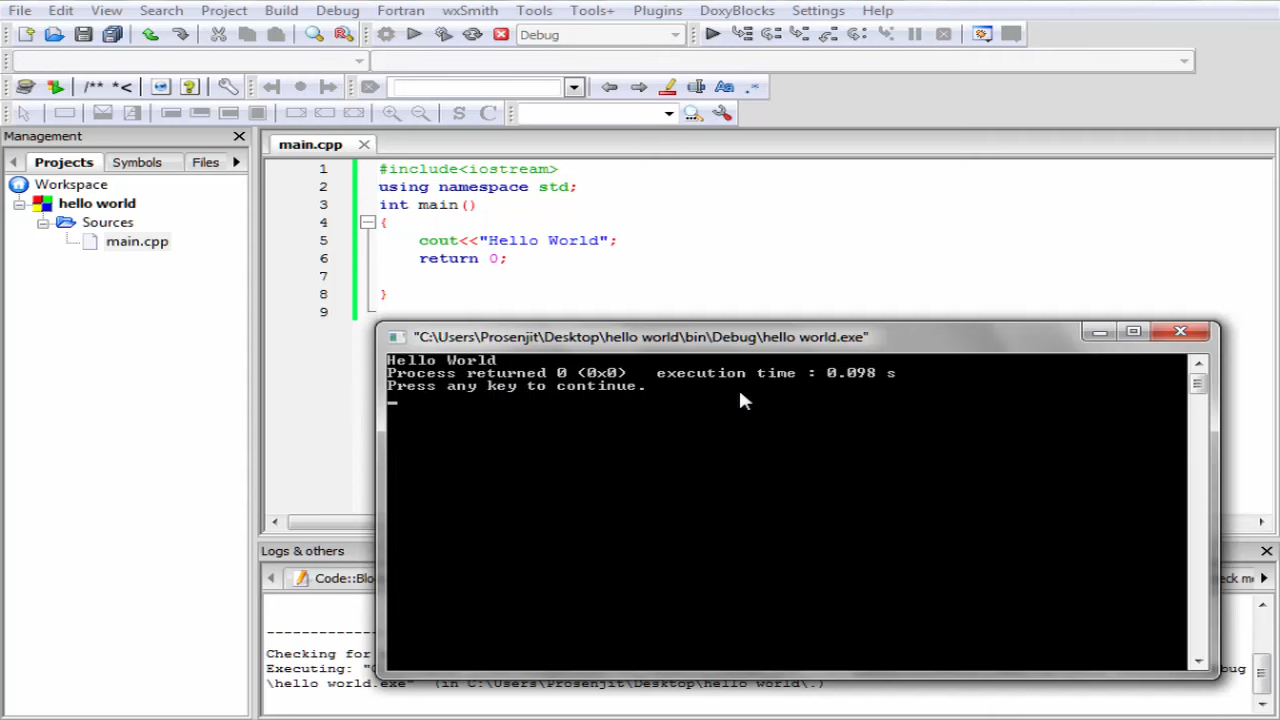 File Edit View Search Project Build Debug Fortran wxSmith Tools Tools+ Plugins DoxyBlocks Settings Help
Debug
/** *<
S C
Management
Projects Symbols Files
Workspace
hello world
Sources
main.cpp
main.cpp
1 #include<iostream>
2 using namespace std;
3 int main()
4 {
5 cout<<"Hello World";
6 return 0;
7
8 }
9
"C:\Users\Prosenjit\Desktop\hello world\bin\Debug\hello world.exe"
Hello World
Process returned 0 (0x0) execution time : 0.098 s
Press any key to continue.
Logs & others
Code::Blo
Checking for
Executing: "C
\hello world.exe" (in C:\Users\Prosenjit\Desktop\hello world\.)